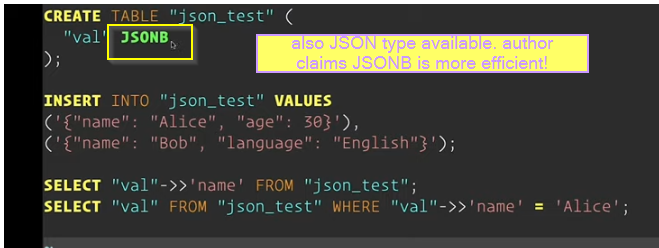 CREATE TABLE "json_test" (
"val" JSONB
);
also JSON type available. author
claims JSONB is more efficient!
INSERT INTO "json_test" VALUES
('{"name": "Alice", "age": 30}'),
('{"name": "Bob", "language": "English"}');
SELECT "val"->>'name' FROM "json_test";
SELECT "val" FROM "json_test" WHERE "val"->>'name' = 'Alice';